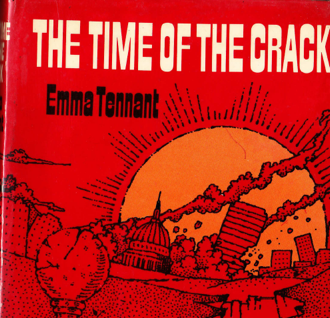 THE TIME OF THE CRACK
Emma Tennant